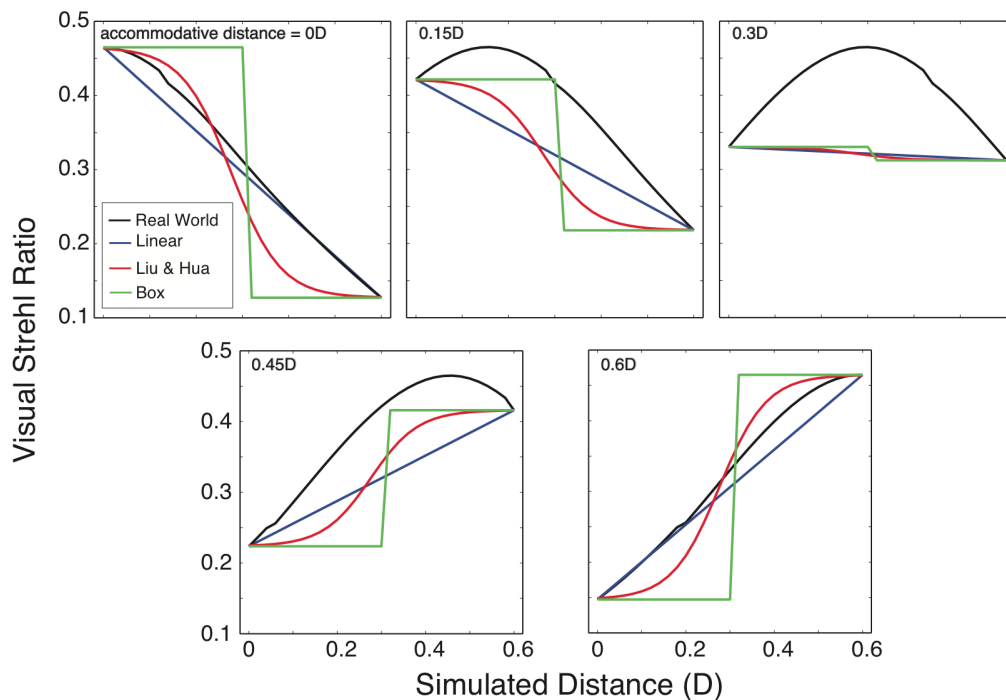 accommodative distance = 0D
0.15D
0.3D
0.5
0.4
0.3
0.2
0.1
Real World
Linear
Liu & Hua
Box
Visual Strehl Ratio
0.45D
0.6D
0.5
0.4
0.3
0.2
0.1
0 0.2 0.4 0.6
0 0.2 0.4 0.6
Simulated Distance (D)